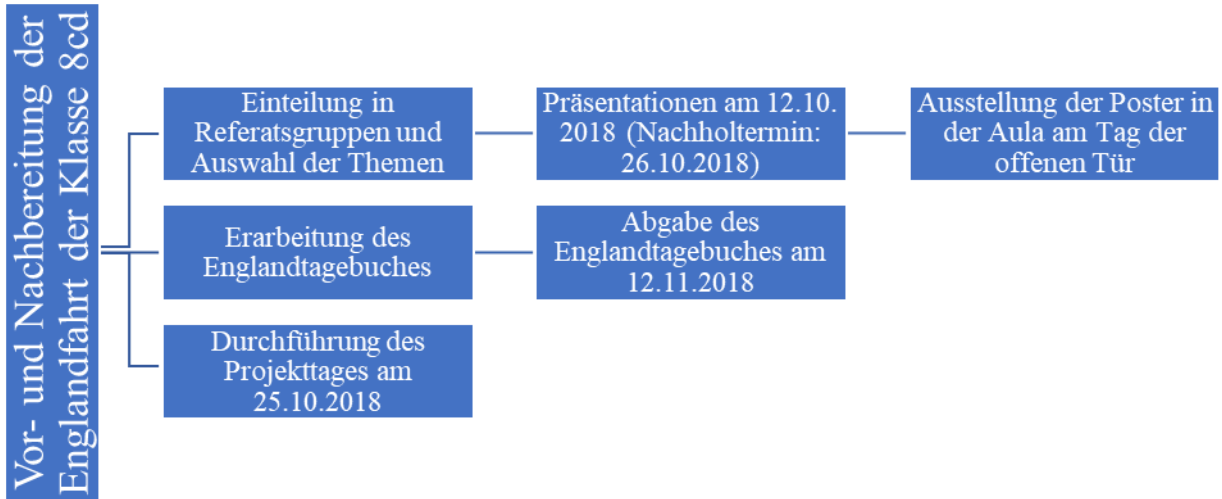 Vor- und Nachbereitung der
Englandfahrt der Klasse 8cd
Einteilung in
Referatsgruppen und
Auswahl der Themen
Präsentationen am 12.10.
2018 (Nachholtermin:
26.10.2018)
Ausstellung der Poster in
der Aula am Tag der
offenen Tür
Erarbeitung des
Englandtagebuches
Abgabe des
Englandtagebuches am
12.11.2018
Durchführung des
Projekttages am
25.10.2018